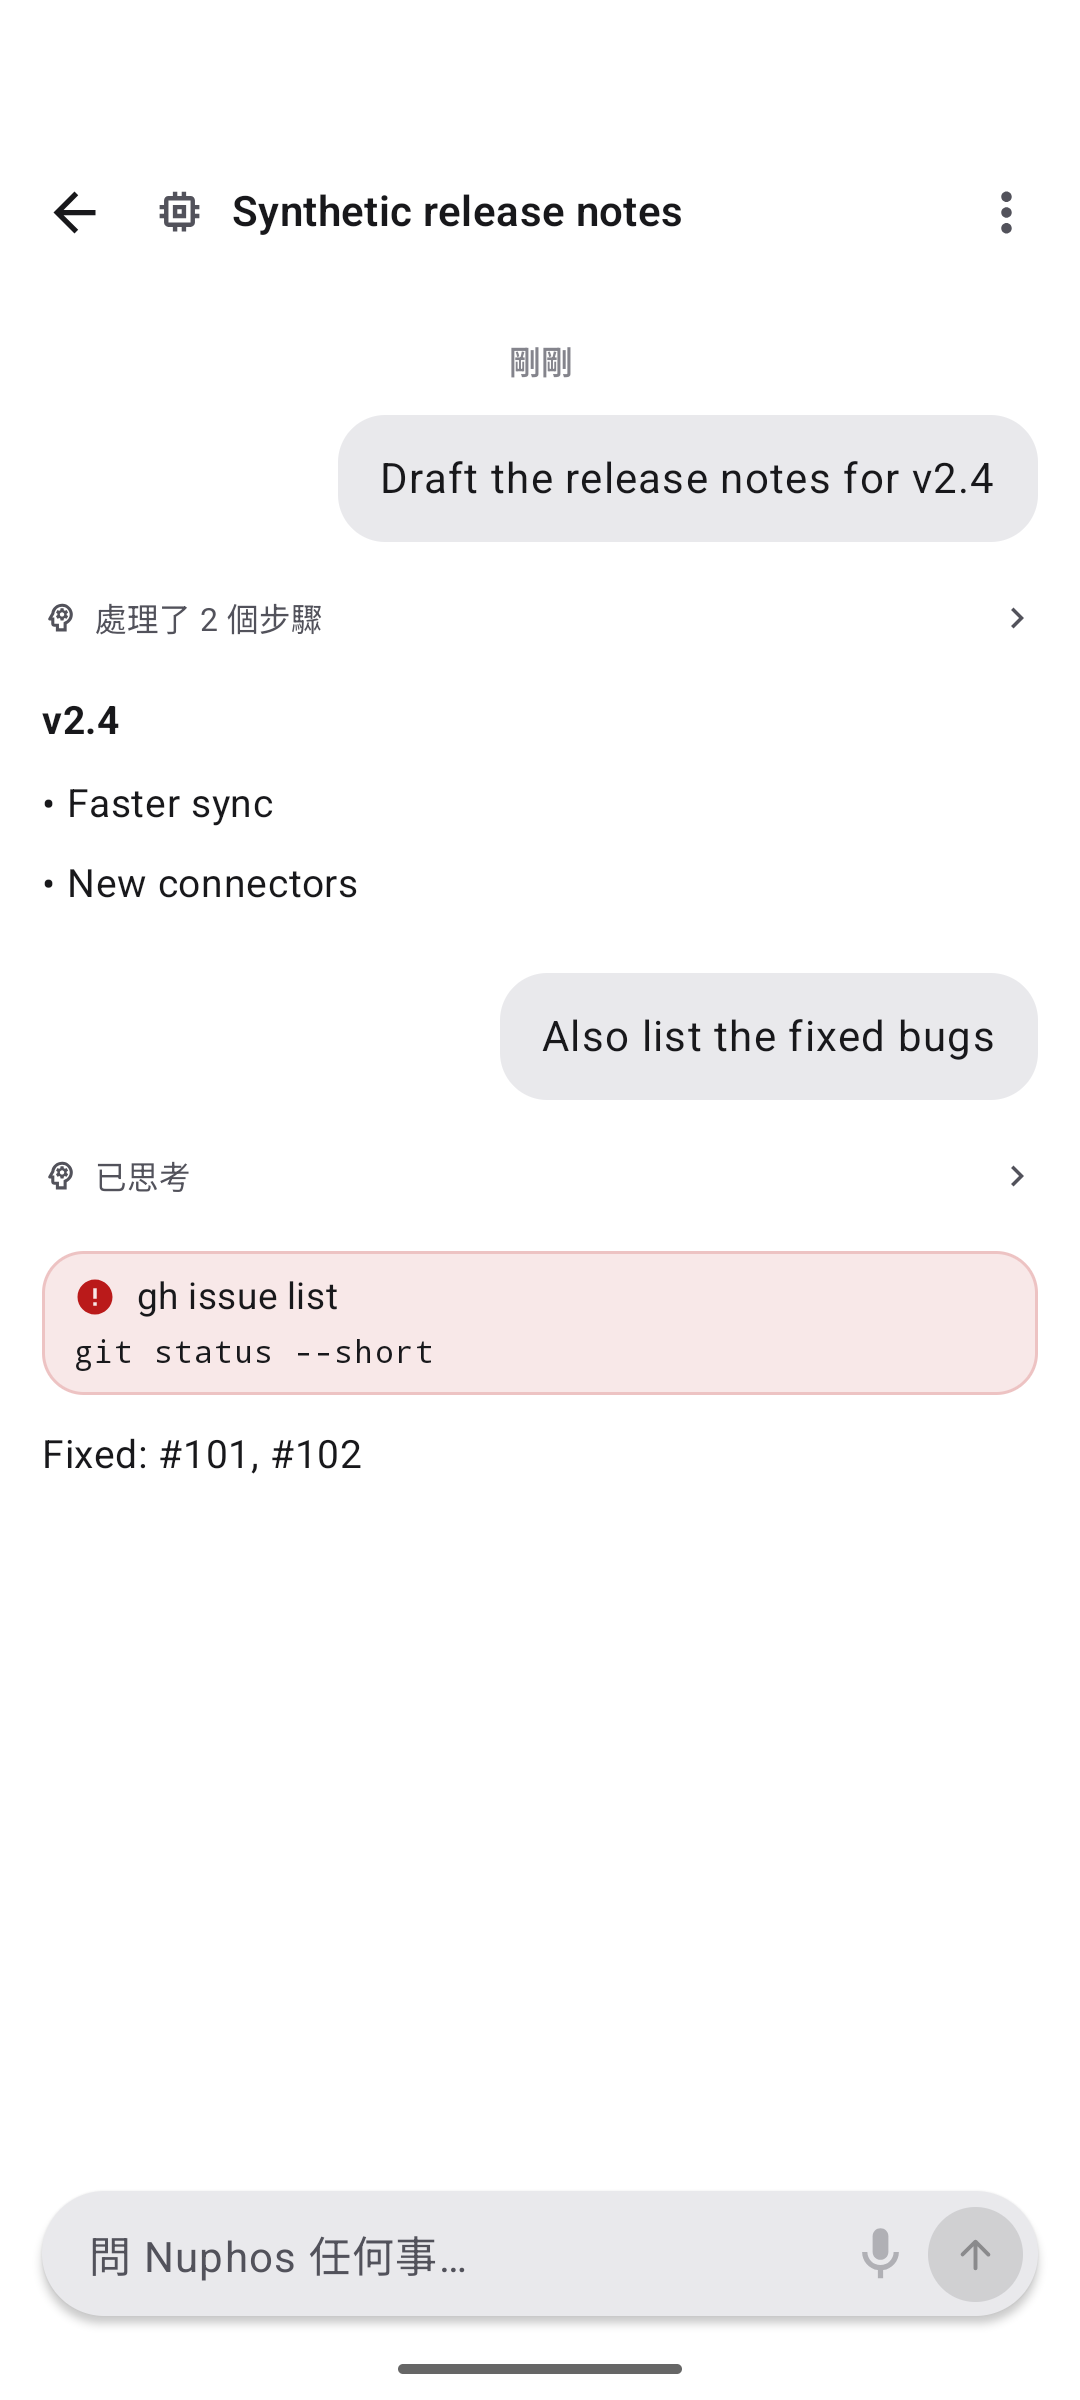 Synthetic release notes
剛剛
Draft the release notes for v2.4
處理了 2 個步驟
v2.4
• Faster sync
• New connectors
Also list the fixed bugs
已思考
gh issue list
git status --short
Fixed: #101, #102
問 Nuphos 任何事…